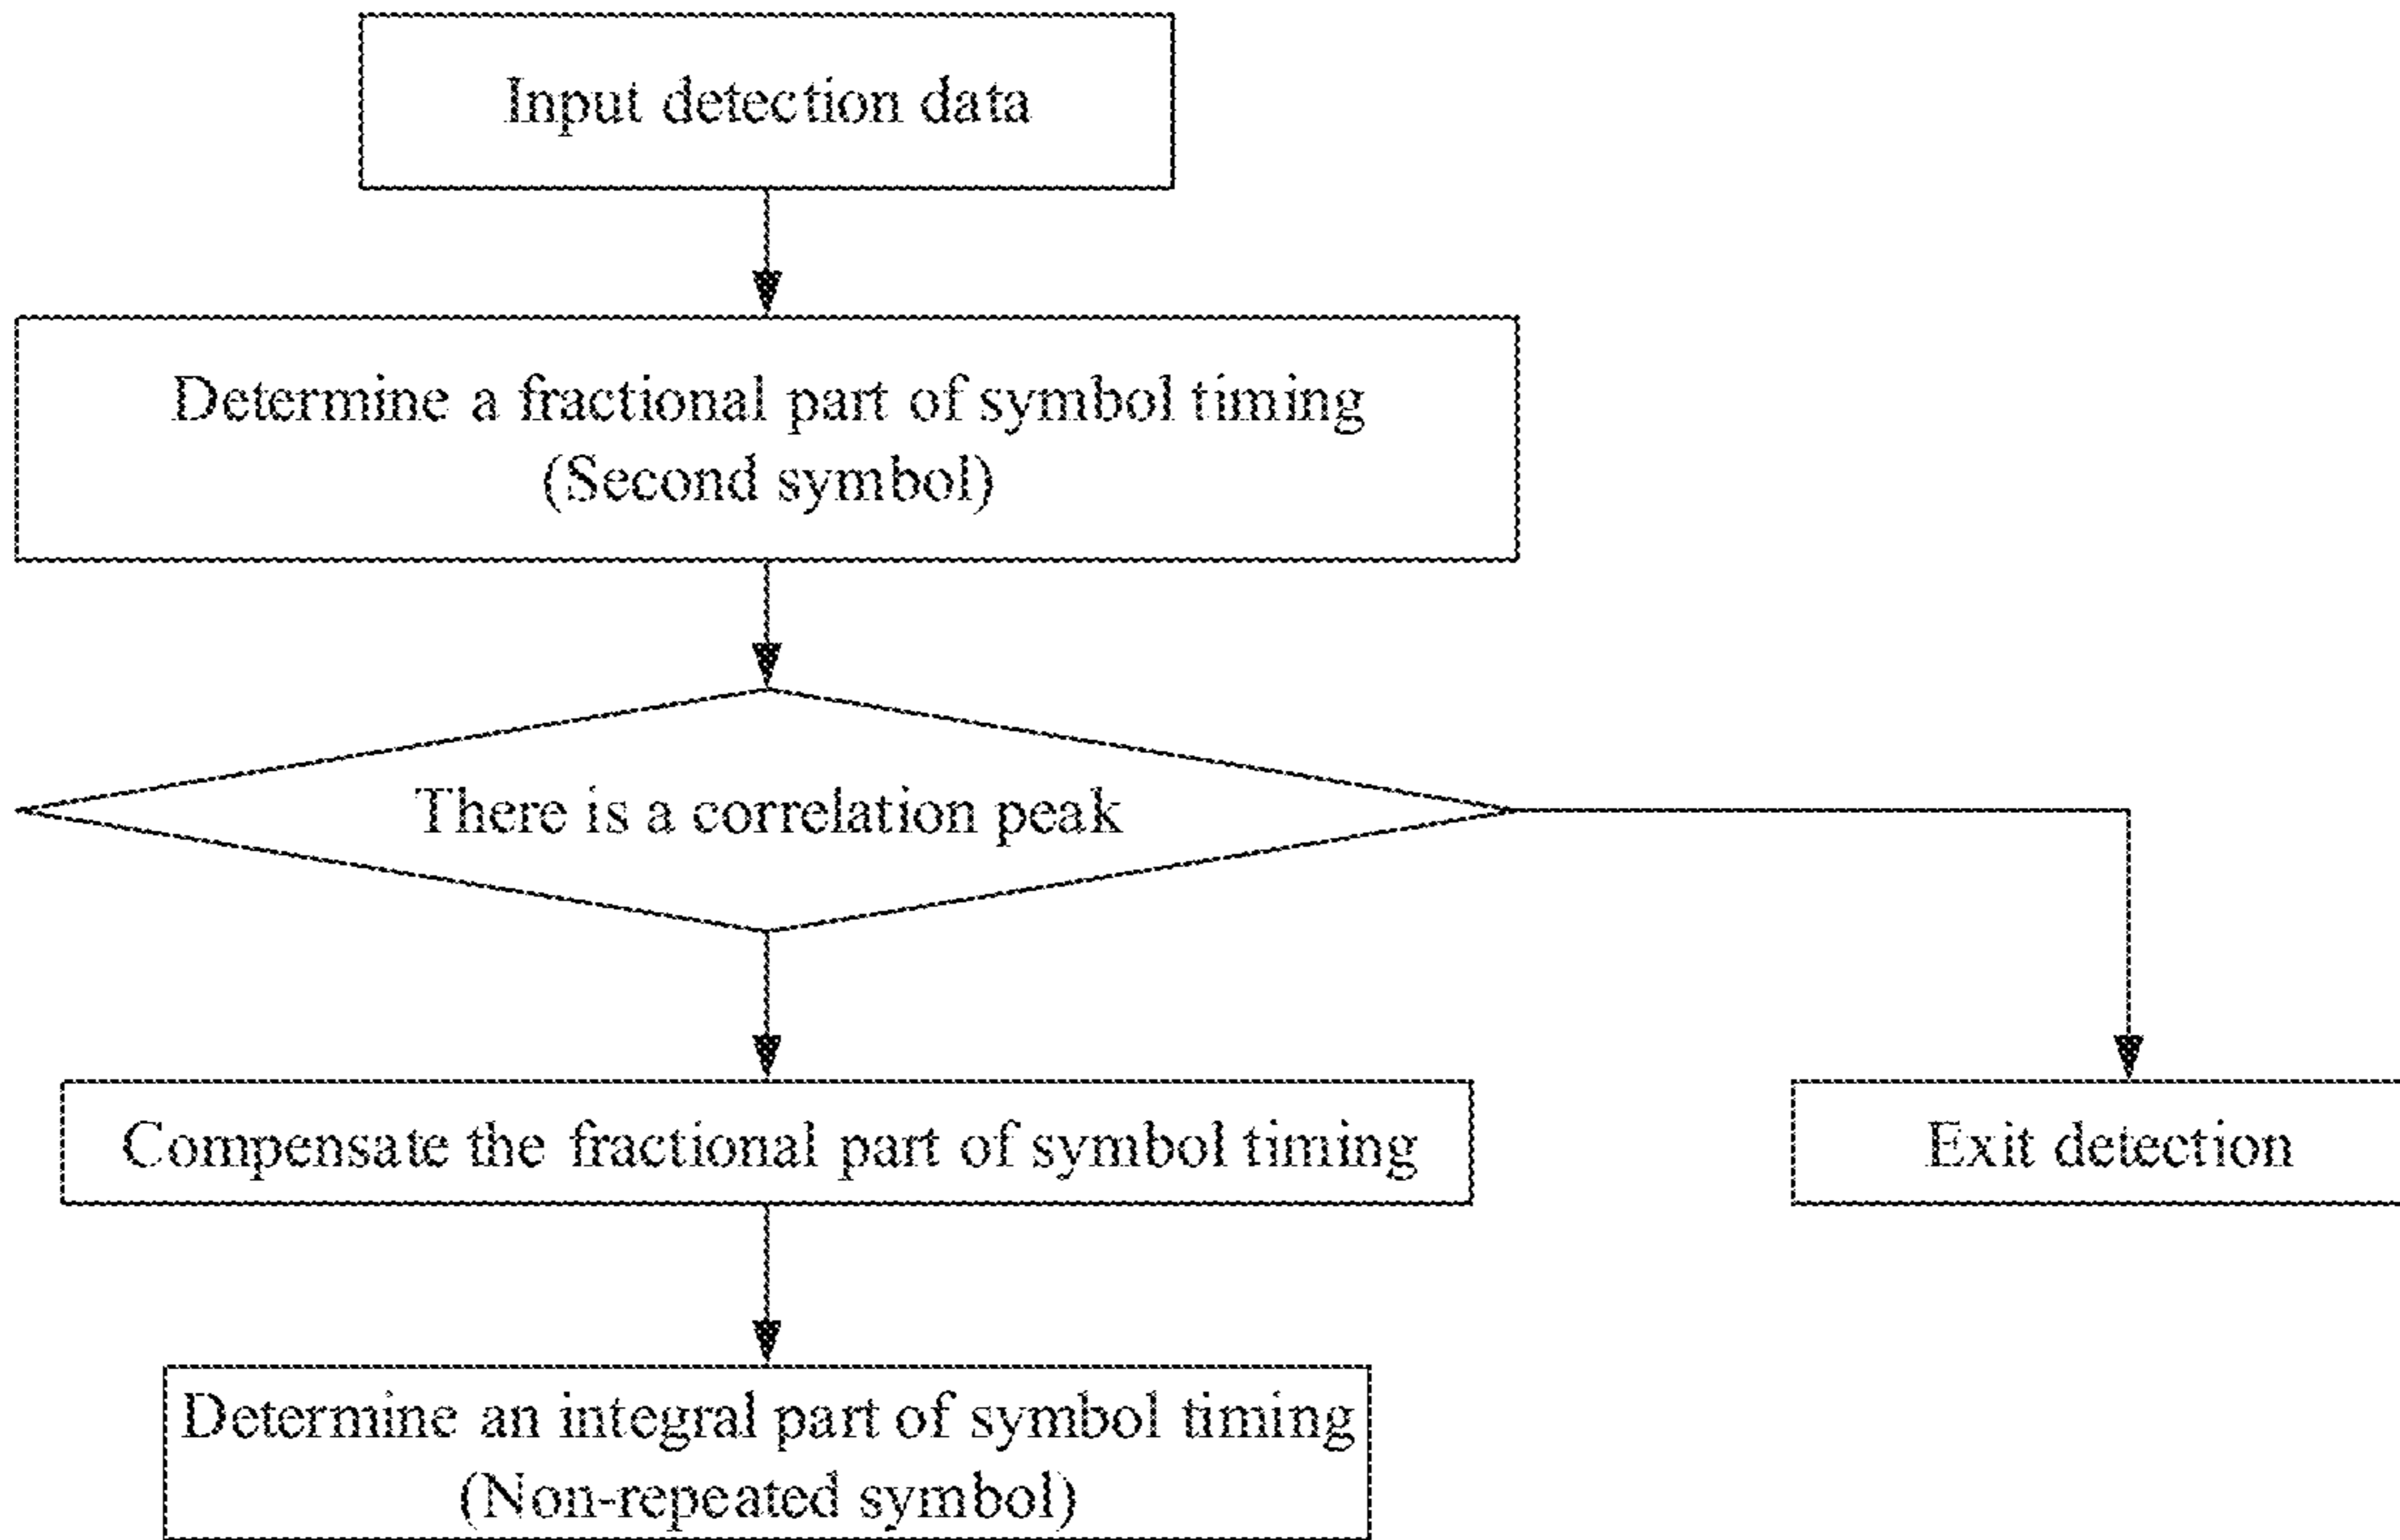 Input detection data
Determine a fractional part of symbol timing
(Second symbol)
There is a correlation peak
Compensate the fractional part of symbol timing
Exit detection
Determine an integral part of symbol timing
(Non-repeated symbol)